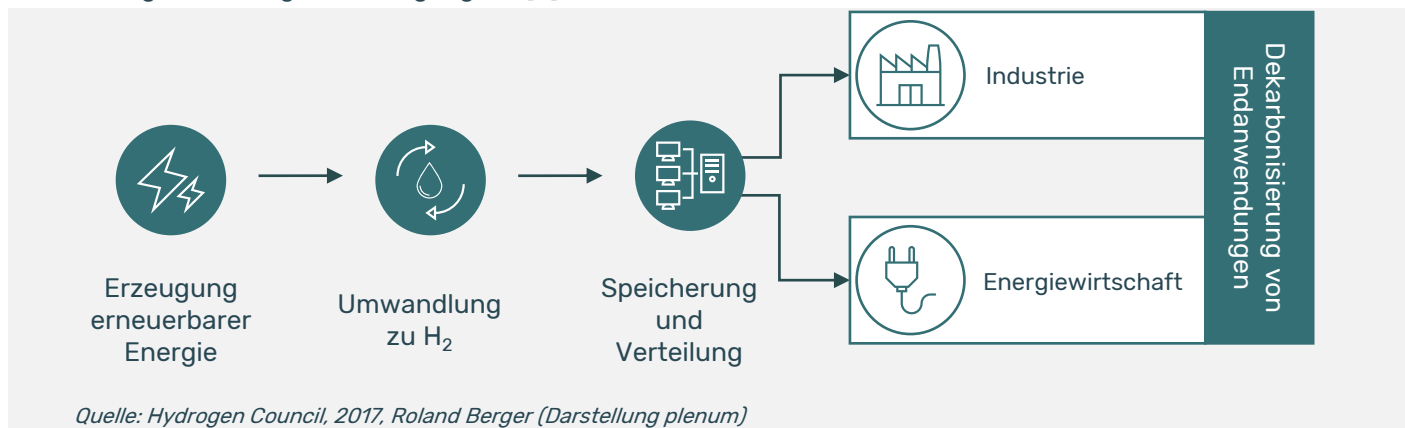 Erzeugung
erneuerbarer
Energie
Umwandlung
zu H₂
Speicherung
und
Verteilung
Industrie
Energiewirtschaft
Dekarbonisierung von
Endanwendungen
Quelle: Hydrogen Council, 2017, Roland Berger (Darstellung plenum)